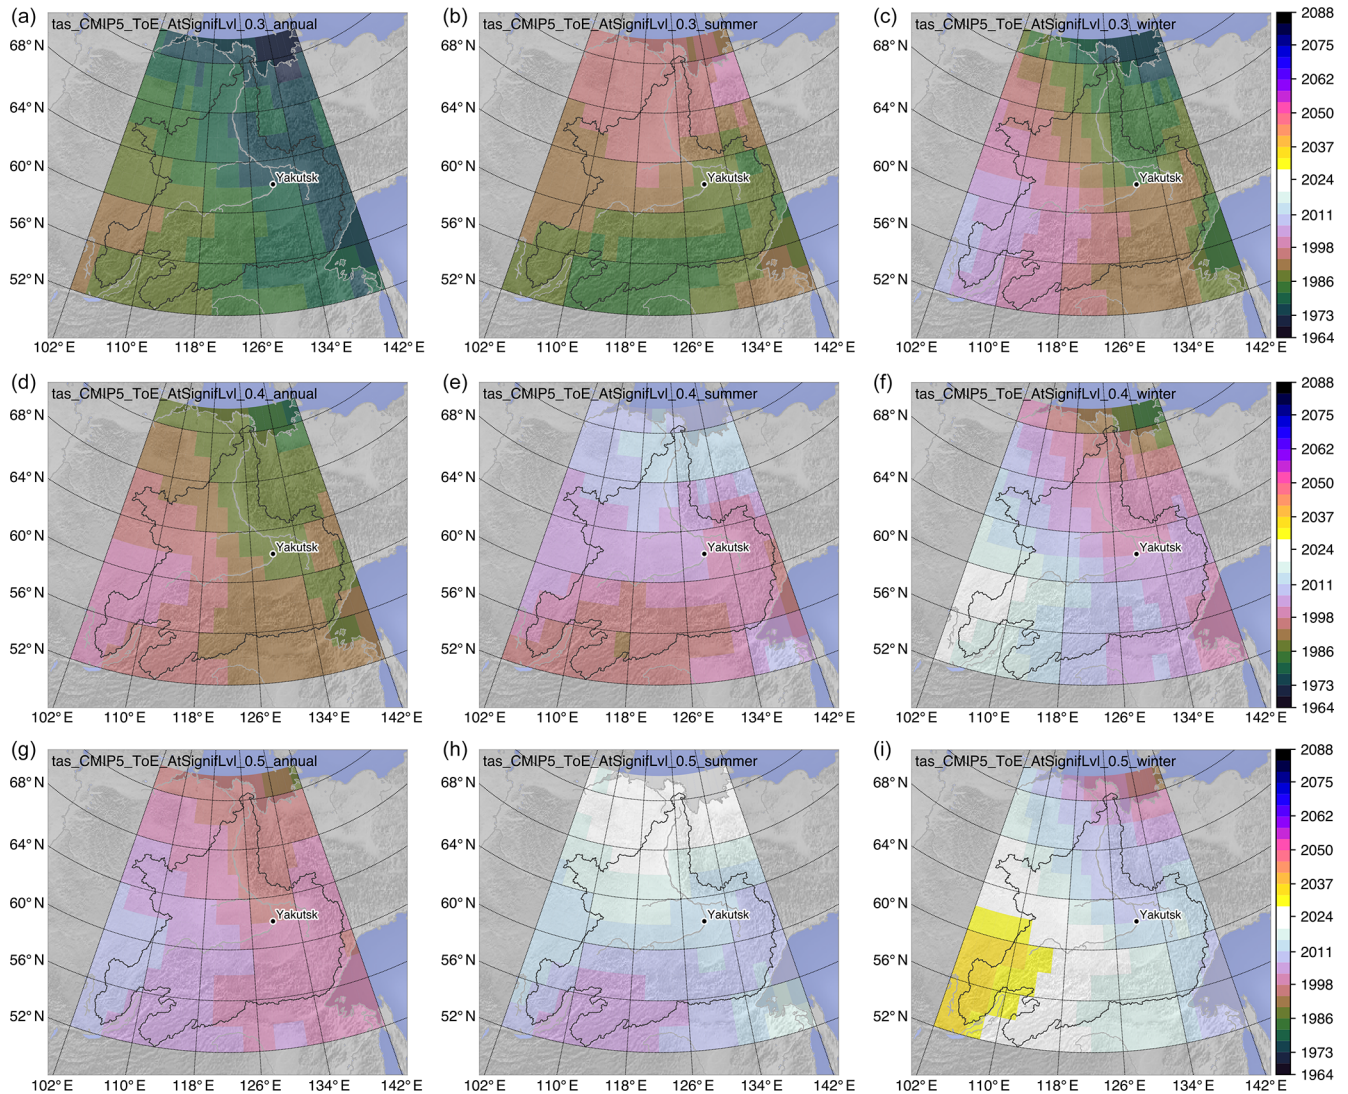 (a)
tas_CMIP5_ToE_AtSignifLvl_0.3_annual
68° N
64° N
60° N
56° N
52° N
Yakutsk
102° E 110° E 118° E 126° E 134° E 142° E
(b)
tas_CMIP5_ToE_AtSignifLvl_0.3_summer
68° N
64° N
60° N
56° N
52° N
Yakutsk
102° E 110° E 118° E 126° E 134° E 142° E
(c)
tas_CMIP5_ToE_AtSignifLvl_0.3_winter
68° N
64° N
60° N
56° N
52° N
Yakutsk
102° E 110° E 118° E 126° E 134° E 142° E
2088
2075
2062
2050
2037
2024
2011
1998
1986
1973
1964
(d)
tas_CMIP5_ToE_AtSignifLvl_0.4_annual
68° N
64° N
60° N
56° N
52° N
Yakutsk
102° E 110° E 118° E 126° E 134° E 142° E
(e)
tas_CMIP5_ToE_AtSignifLvl_0.4_summer
68° N
64° N
60° N
56° N
52° N
Yakutsk
102° E 110° E 118° E 126° E 134° E 142° E
(f)
tas_CMIP5_ToE_AtSignifLvl_0.4_winter
68° N
64° N
60° N
56° N
52° N
Yakutsk
102° E 110° E 118° E 126° E 134° E 142° E
2088
2075
2062
2050
2037
2024
2011
1998
1986
1973
1964
(g)
tas_CMIP5_ToE_AtSignifLvl_0.5_annual
68° N
64° N
60° N
56° N
52° N
Yakutsk
102° E 110° E 118° E 126° E 134° E 142° E
(h)
tas_CMIP5_ToE_AtSignifLvl_0.5_summer
68° N
64° N
60° N
56° N
52° N
Yakutsk
102° E 110° E 118° E 126° E 134° E 142° E
(i)
tas_CMIP5_ToE_AtSignifLvl_0.5_winter
68° N
64° N
60° N
56° N
52° N
Yakutsk
102° E 110° E 118° E 126° E 134° E 142° E
2088
2075
2062
2050
2037
2024
2011
1998
1986
1973
1964